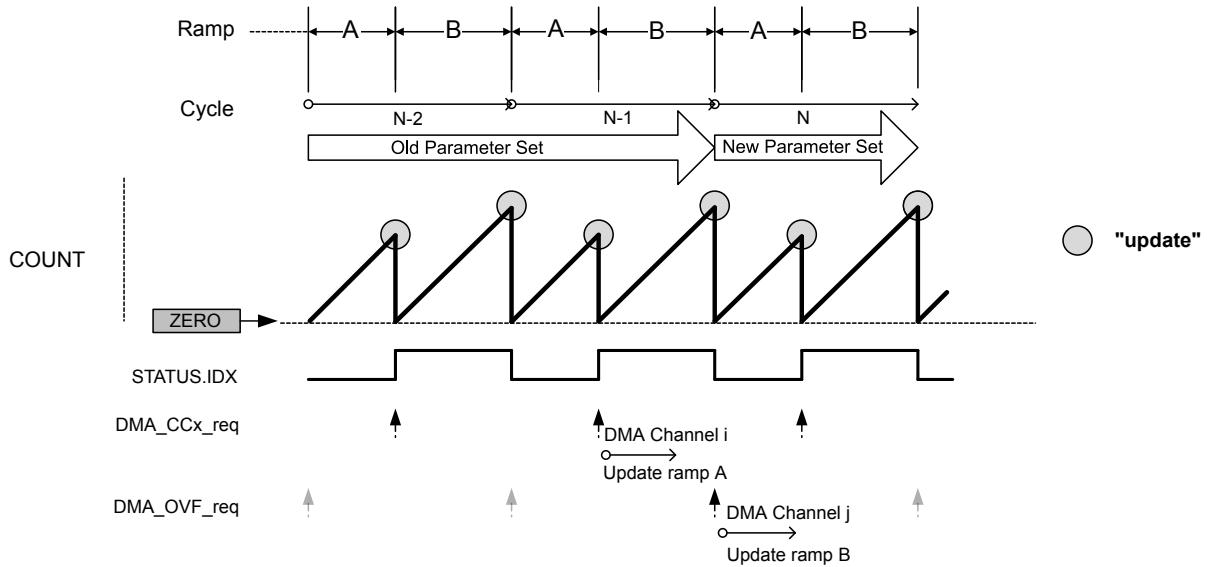 Ramp A B A B A B
Cycle
N-2 N-1 N
Old Parameter Set New Parameter Set
COUNT
"update"
ZERO
STATUS.IDX
DMA_CCx_req
DMA Channel i
Update ramp A
DMA_OVF_req
DMA Channel j
Update ramp B